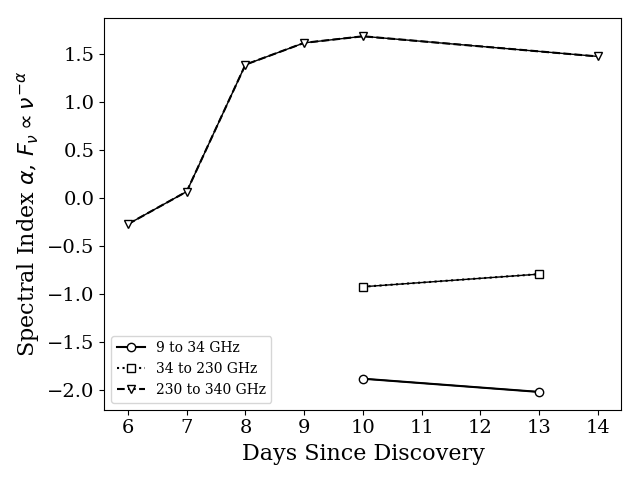 Spectral Index α, Fν ∝ ν^−α
1.5
1.0
0.5
0.0
−0.5
−1.0
−1.5
−2.0
9 to 34 GHz
34 to 230 GHz
230 to 340 GHz
6 7 8 9 10 11 12 13 14
Days Since Discovery